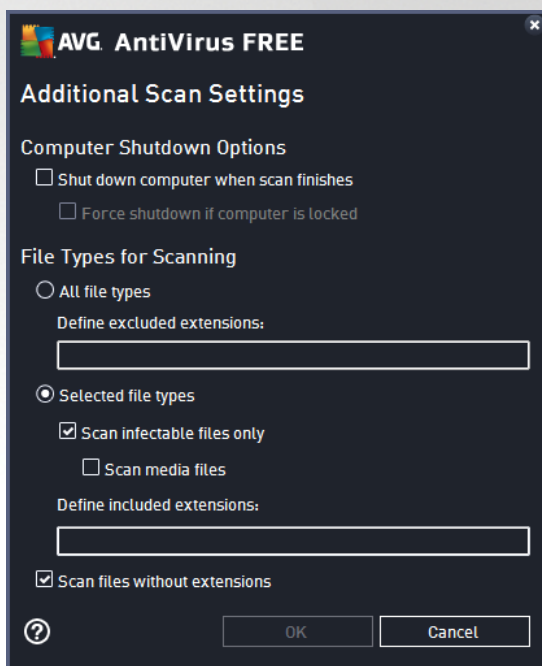 AVG AntiVirus FREE
Additional Scan Settings
Computer Shutdown Options
Shut down computer when scan finishes
Force shutdown if computer is locked
File Types for Scanning
All file types
Define excluded extensions:
Selected file types
Scan infectable files only
Scan media files
Define included extensions:
Scan files without extensions
? OK Cancel